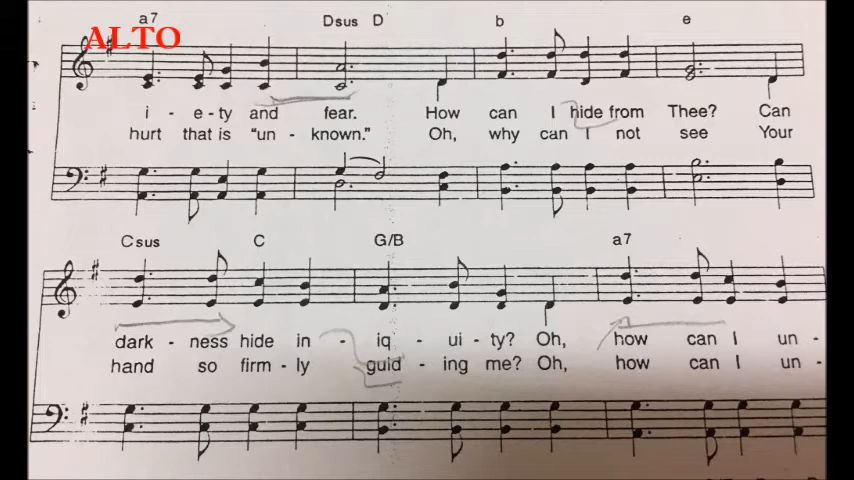 a7 Dsus D b e
ALTO
i - e - ty and fear. How can I hide from Thee? Can
hurt that is "un - known." Oh, why can I not see Your
Csus C G/B a7
dark - ness hide in - iq - ui - ty? Oh, how can I un -
hand so firm - ly guid - ing me? Oh, how can I un -